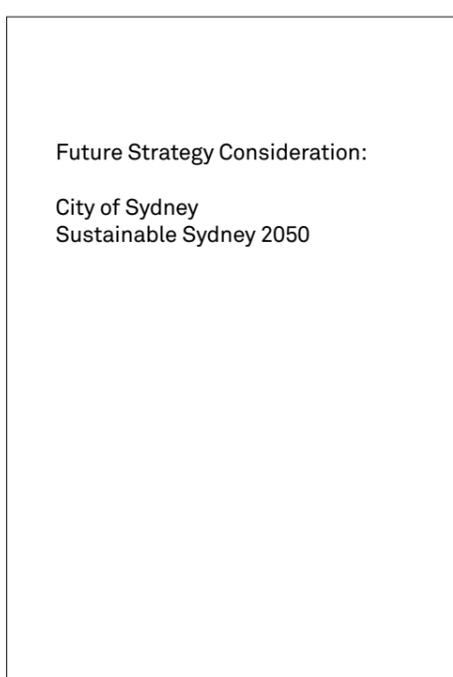 Future Strategy Consideration:
City of Sydney
Sustainable Sydney 2050